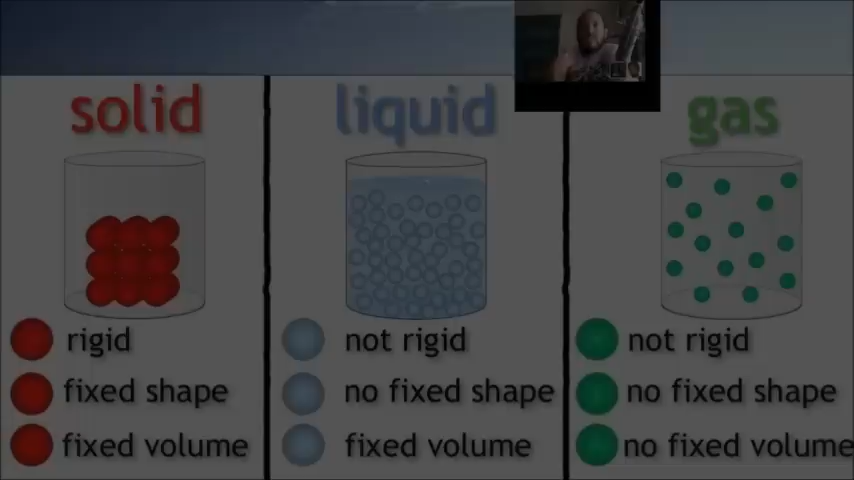 solid
rigid
fixed shape
fixed volume
liquid
not rigid
no fixed shape
fixed volume
gas
not rigid
no fixed shape
no fixed volume